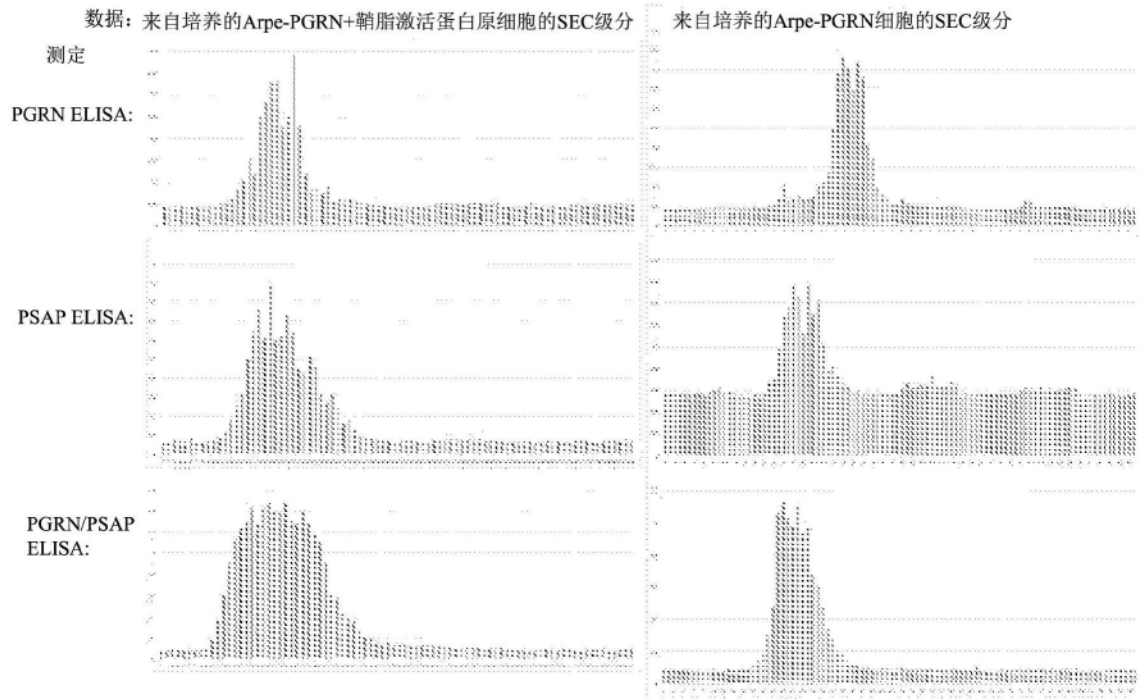 数据：来自培养的Arpe-PGRN+鞘脂激活蛋白原细胞的SEC级分
来自培养的Arpe-PGRN细胞的SEC级分
测定
PGRN ELISA:
PSAP ELISA:
PGRN/PSAP
ELISA: